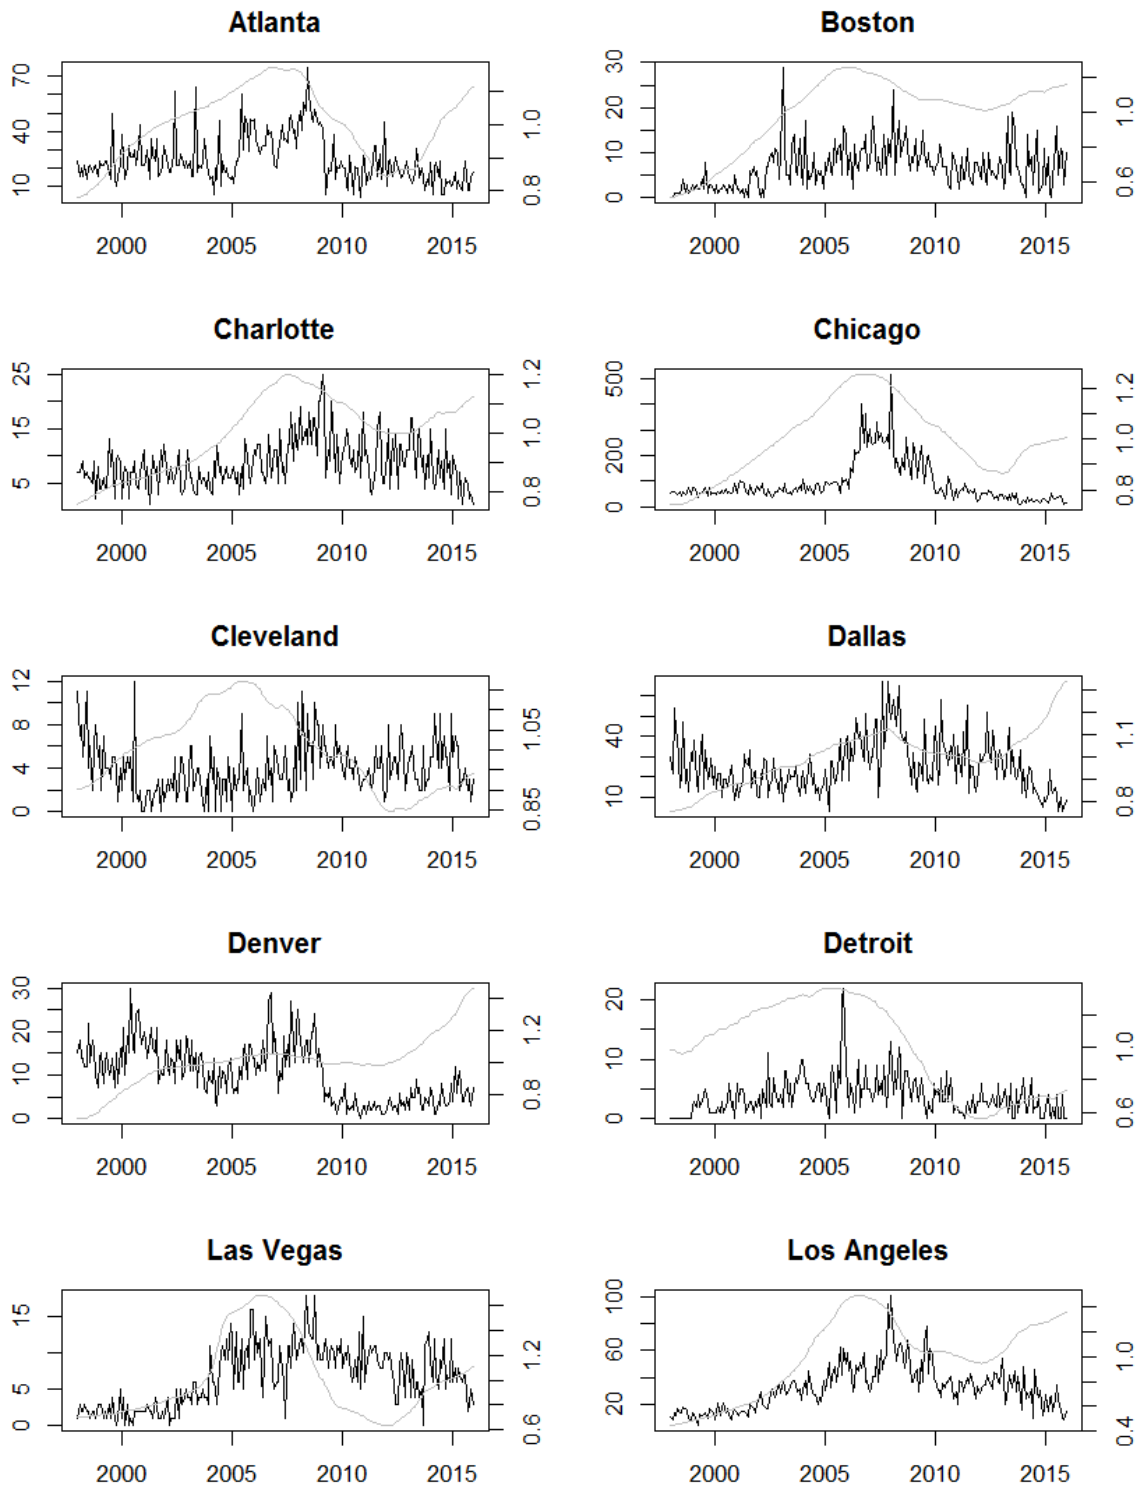 Atlanta
Boston
10 40 70
0.8 1.0
0 10 20 30
0.6 1.0
2000 2005 2010 2015
2000 2005 2010 2015
Charlotte
Chicago
5 15 25
0.8 1.0 1.2
0 200 500
0.8 1.0 1.2
2000 2005 2010 2015
2000 2005 2010 2015
Cleveland
Dallas
0 4 8 12
0.85 1.05
10 40
0.8 1.1
2000 2005 2010 2015
2000 2005 2010 2015
Denver
Detroit
0 10 20 30
0.8 1.2
0 10 20
0.6 1.0
2000 2005 2010 2015
2000 2005 2010 2015
Las Vegas
Los Angeles
0 5 15
0.6 1.2
20 60 100
0.4 1.0
2000 2005 2010 2015
2000 2005 2010 2015